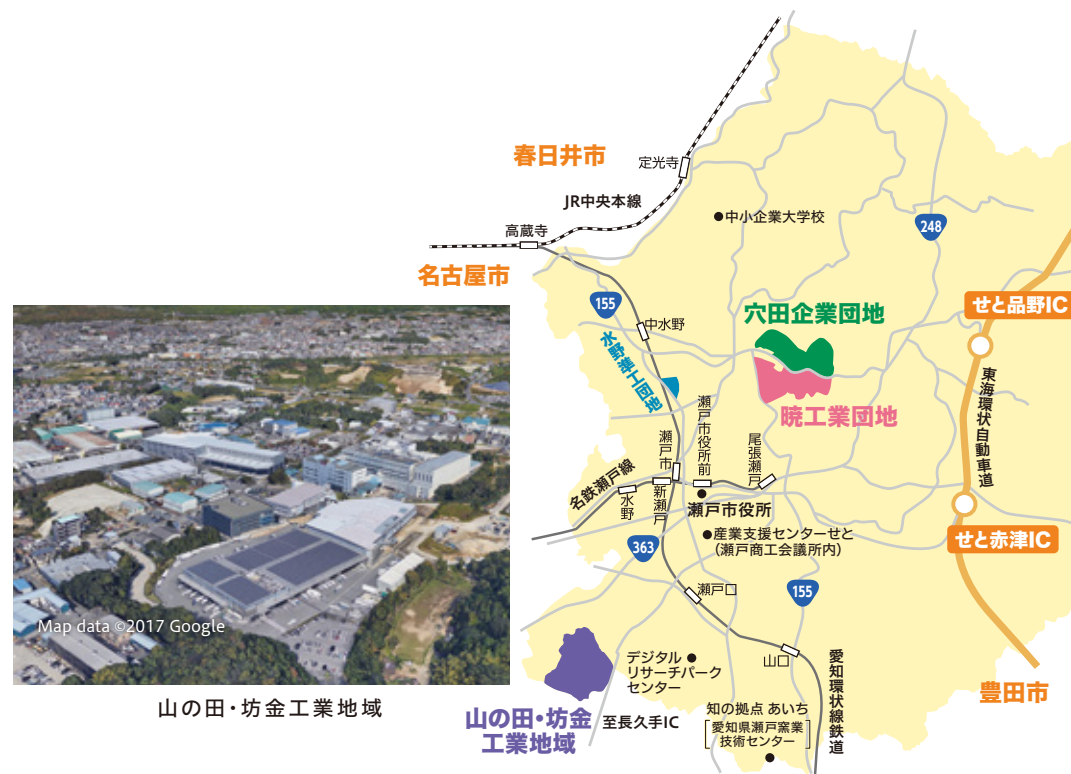 春日井市
定光寺
JR中央本線
中小企業大学校
高蔵寺
248
名古屋市
155
せと品野IC
穴田企業団地
中水野
水野準工団地
東海環状自動車道
暁工業団地
瀬戸市役所前
瀬戸市
尾張瀬戸
名鉄瀬戸線
水野
新瀬戸
瀬戸市役所
産業支援センターせと
(瀬戸商工会議所内)
せと赤津IC
363
瀬戸口
155
Map data ©2017 Google
山の田・坊金工業地域
デジタル
リサーチパーク
センター
山口
愛知環状線鉄道
豊田市
山の田・坊金
工業地域
至長久手IC
知の拠点 あいち
愛知県瀬戸窯業
技術センター